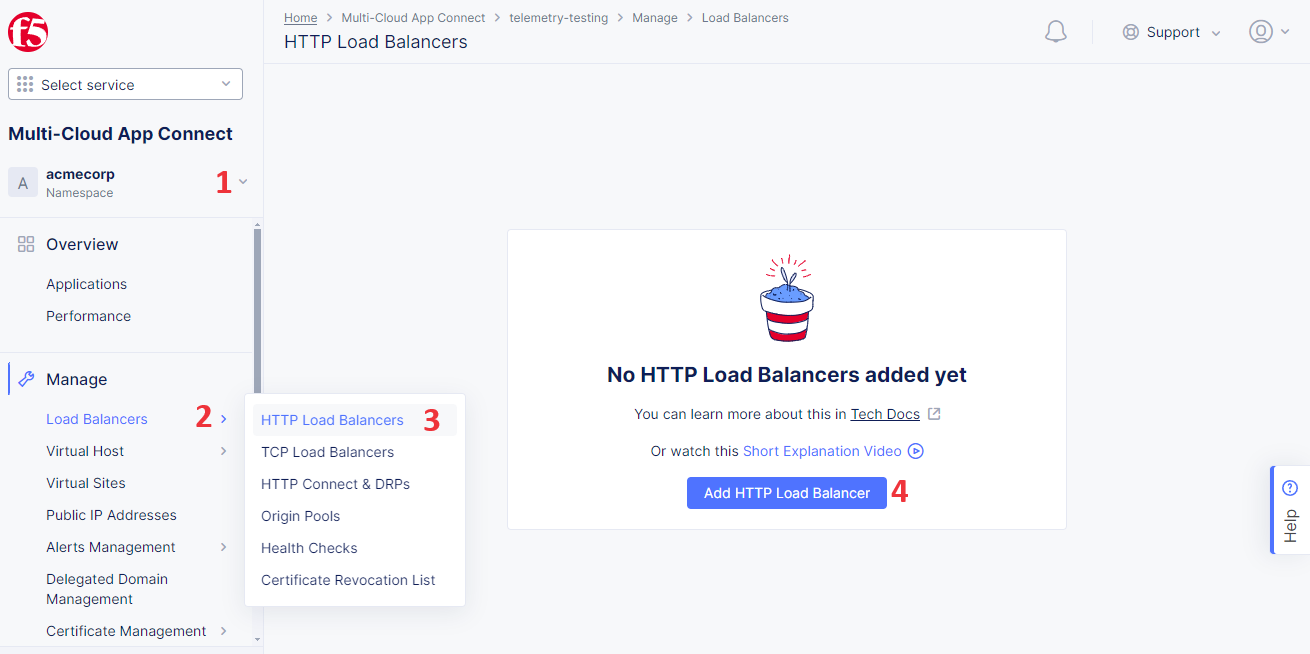 f5
Home > Multi-Cloud App Connect > telemetry-testing > Manage > Load Balancers
HTTP Load Balancers
Support
Select service
Multi-Cloud App Connect
A
acmecorp
Namespace
1
Overview
Applications
Performance
Manage
Load Balancers 2
Virtual Host
Virtual Sites
Public IP Addresses
Alerts Management
Delegated Domain
Management
Certificate Management
HTTP Load Balancers 3
TCP Load Balancers
HTTP Connect & DRPs
Origin Pools
Health Checks
Certificate Revocation List
No HTTP Load Balancers added yet
You can learn more about this in Tech Docs
Or watch this Short Explanation Video
Add HTTP Load Balancer 4
Help